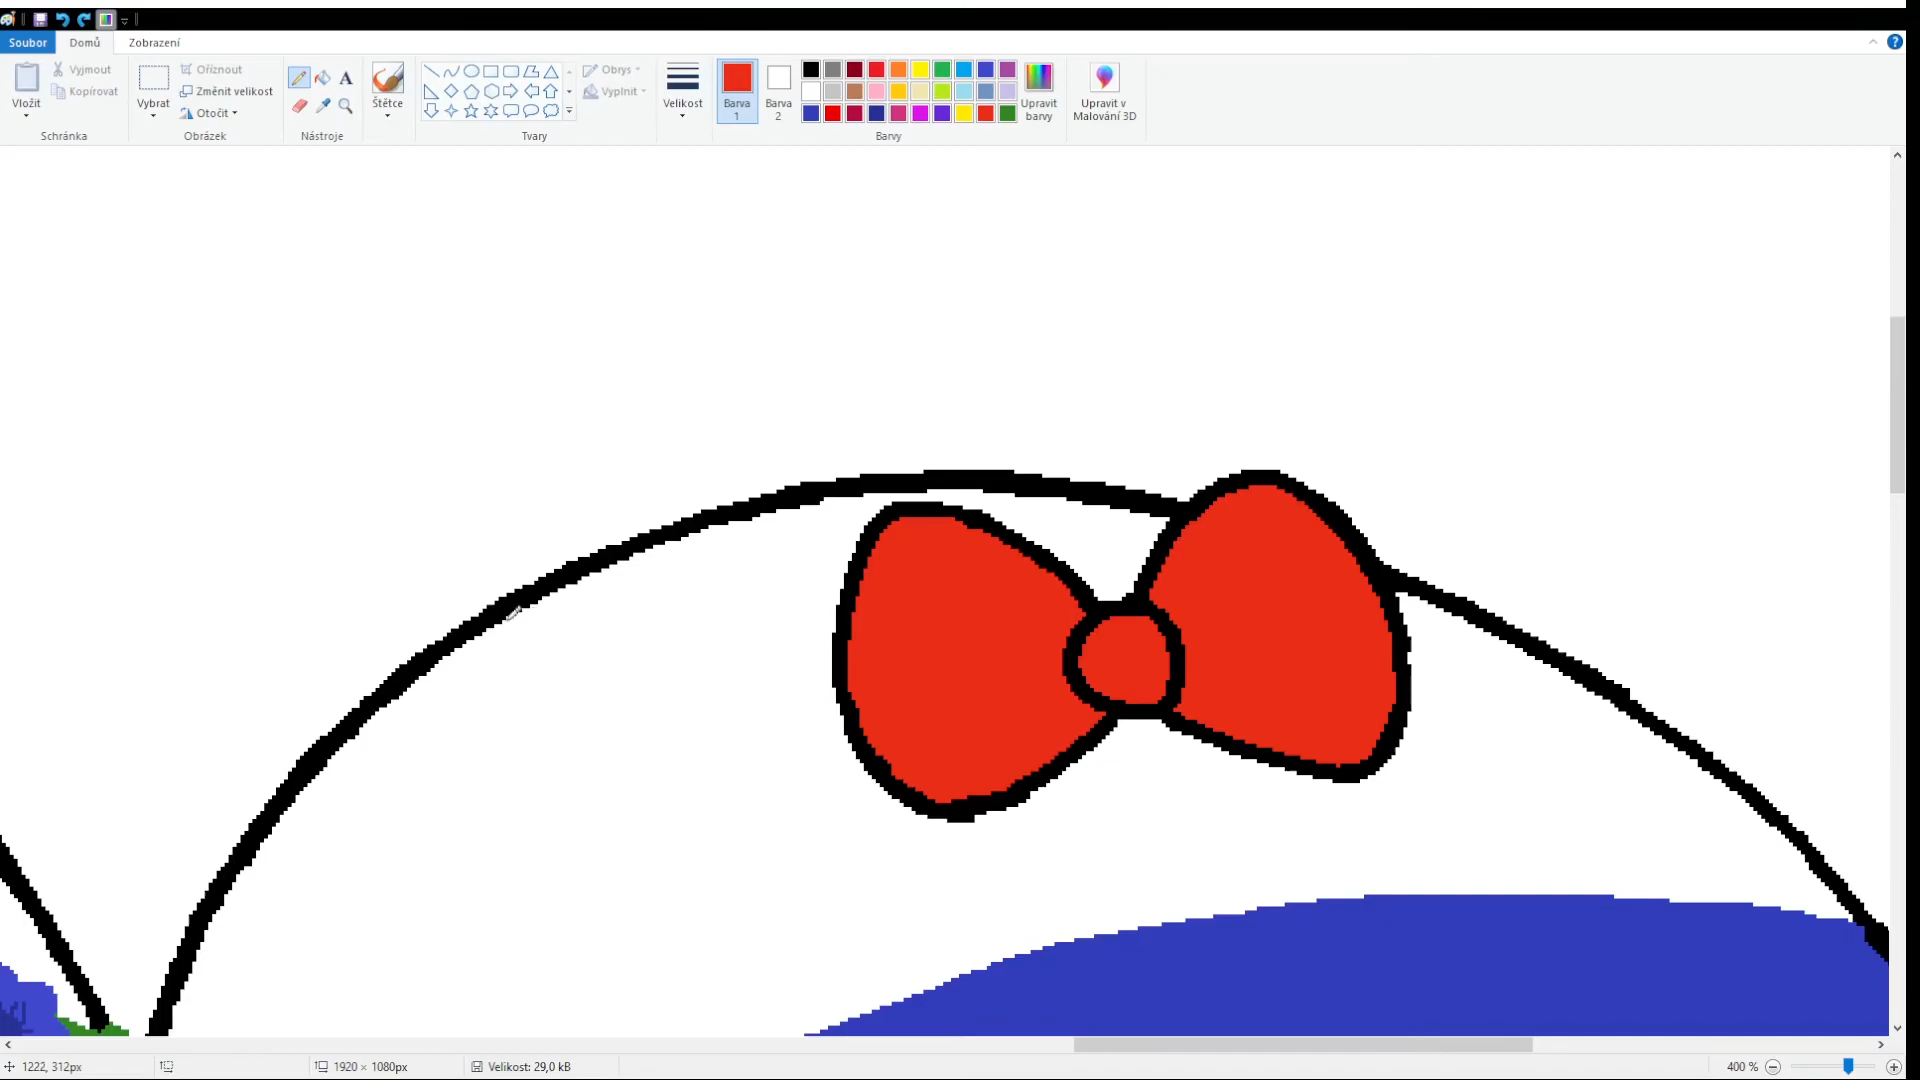 Soubor Domů Zobrazení
Vložit
Vyjmout
Kopírovat
Schránka
Vybrat
Oříznout
Změnit velikost
Otočit
Obrázek
A
Nástroje
Štětce
Obrys
Vyplnit
Tvary
Velikost
Barva
1
Barva
2
Upravit
barvy
Barvy
Upravit v
Malování 3D
?
1222, 312px
1920 × 1080px
Velikost: 29,0 kB
400 %